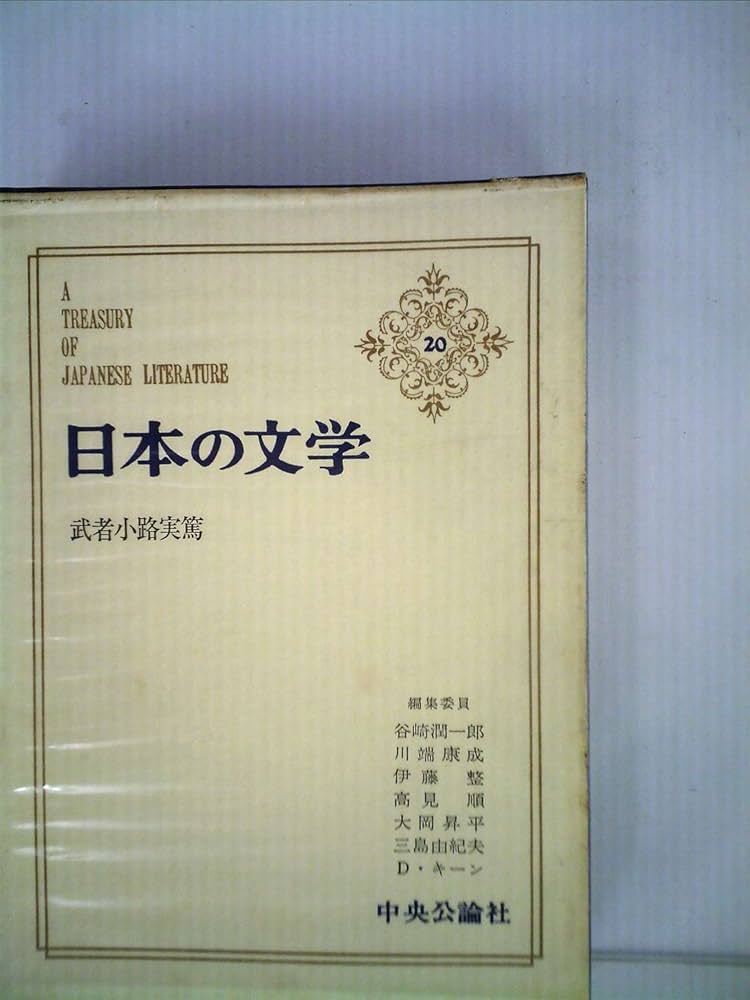 A
TREASURY
OF
JAPANESE LITERATURE
20
日本の文学
武者小路実篤
編集委員
谷崎潤一郎
川端康成
伊藤 整
高見 順
大岡昇平
三島由紀夫
D・キーン
中央公論社